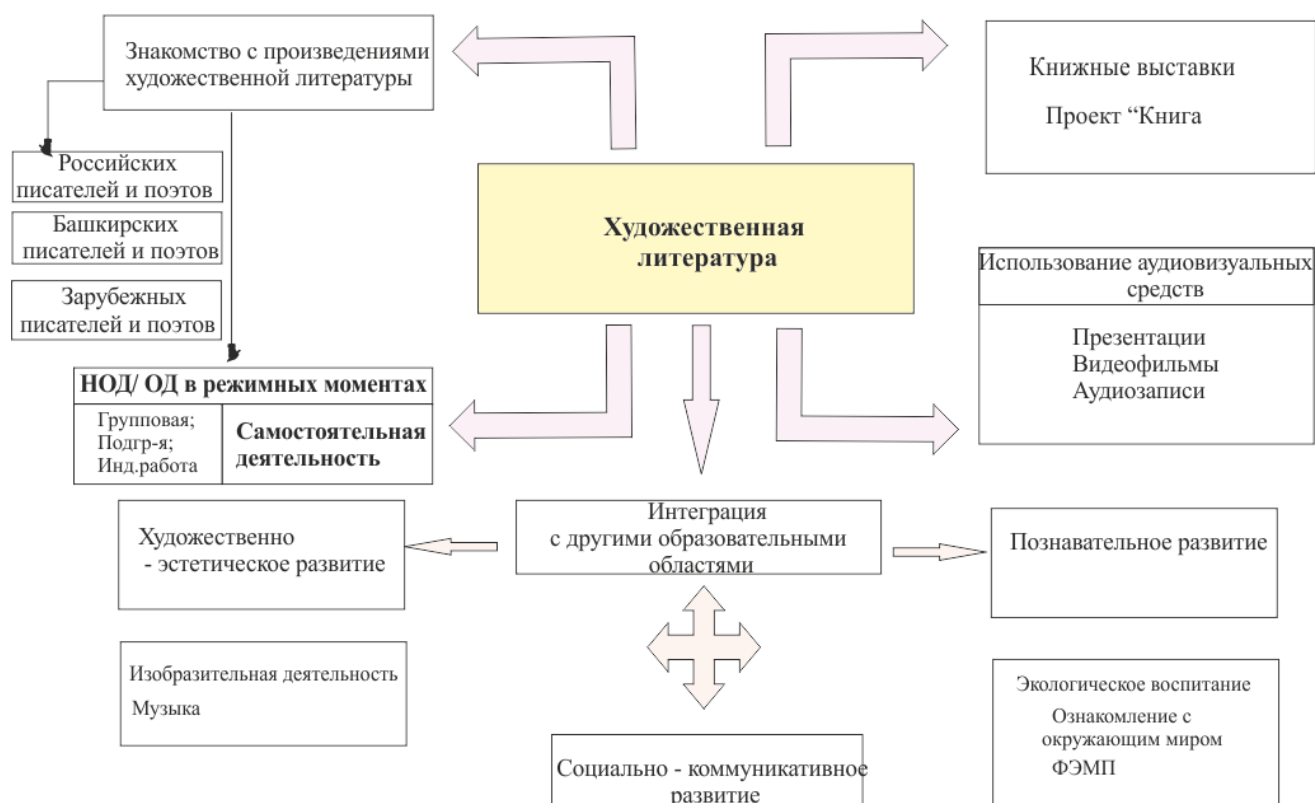 Знакомство с произведениями
художественной литературы
Книжные выставки
Проект “Книга
Российских
писателей и поэтов
Башкирских
писателей и поэтов
Зарубежных
писателей и поэтов
Художественная
литература
Использование аудиовизуальных
средств
Презентации
Видеофильмы
Аудиозаписи
НОД/ ОД в режимных моментах
Групповая;
Подгр-я;
Инд.работа
Самостоятельная
деятельность
Художественно
- эстетическое развитие
Интеграция
с другими образовательными
областями
Познавательное развитие
Изобразительная деятельность
Музыка
Экологическое воспитание
Ознакомление с
окружающим миром
ФЭМП
Социально - коммуникативное
развитие